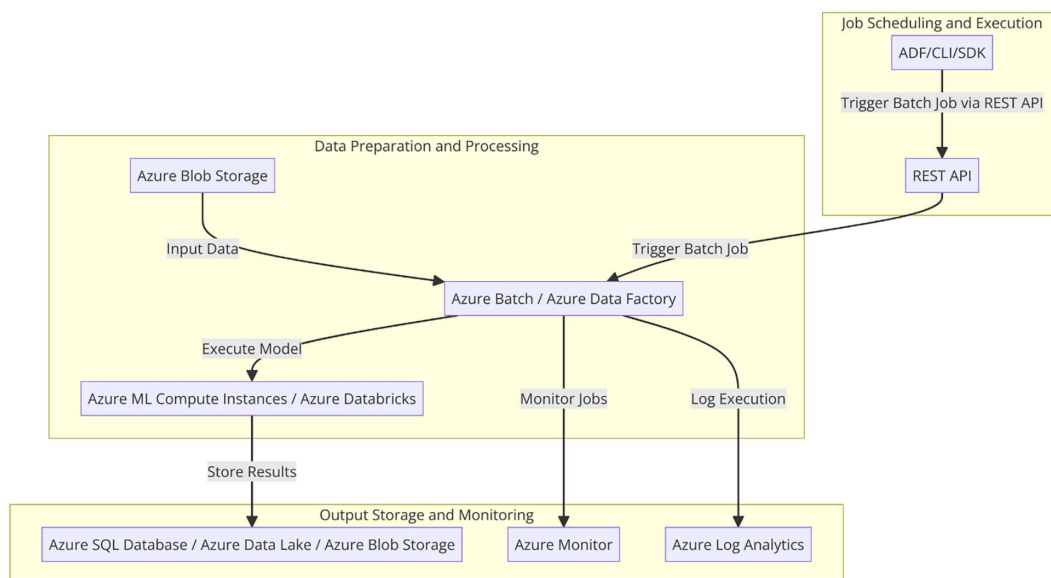 Job Scheduling and Execution
ADF/CLI/SDK
Trigger Batch Job via REST API
REST API
Data Preparation and Processing
Azure Blob Storage
Input Data
Trigger Batch Job
Azure Batch / Azure Data Factory
Execute Model
Azure ML Compute Instances / Azure Databricks
Monitor Jobs
Log Execution
Store Results
Output Storage and Monitoring
Azure SQL Database / Azure Data Lake / Azure Blob Storage
Azure Monitor
Azure Log Analytics